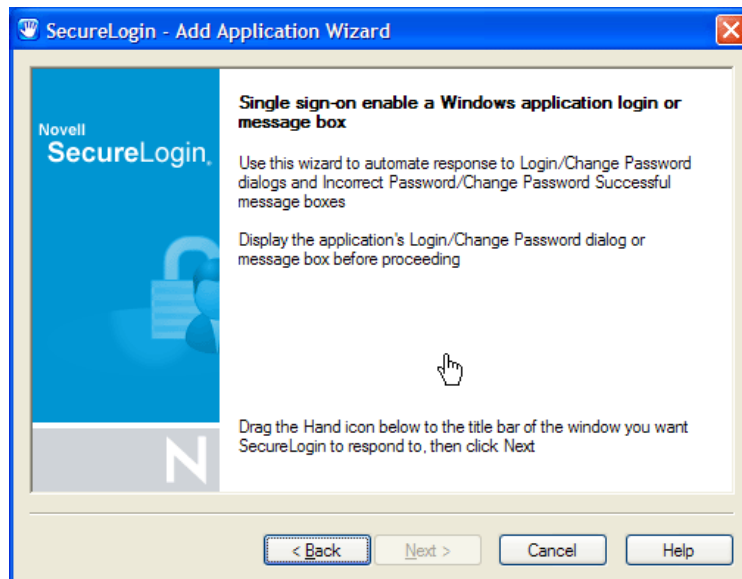 SecureLogin - Add Application Wizard
Novell
SecureLogin.
Single sign-on enable a Windows application login or
message box
Use this wizard to automate response to Login/Change Password
dialogs and Incorrect Password/Change Password Successful
message boxes
Display the application's Login/Change Password dialog or
message box before proceeding
Drag the Hand icon below to the title bar of the window you want
SecureLogin to respond to, then click Next
N
< Back
Next >
Cancel
Help